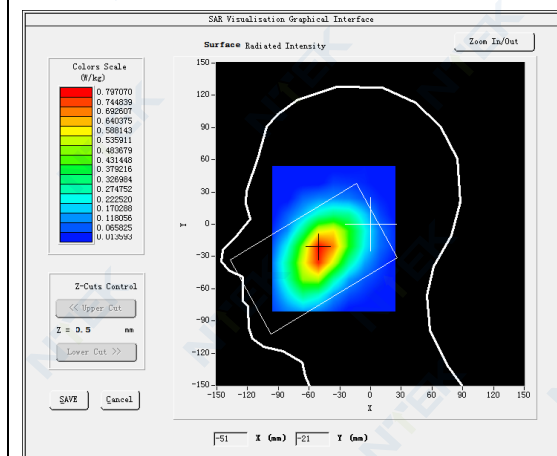 SAR Visualisation Graphical Interface
Surface Radiated Intensity
Zoom In/Out
Colors Scale
(W/kg)
0.797070
0.744839
0.692607
0.640375
0.588143
0.535911
0.483679
0.431448
0.379216
0.326984
0.274752
0.222520
0.170288
0.118056
0.065825
0.013593
150
120
90
60
30
0
-30
-60
-90
-120
-150
Y
-150 -120 -90 -60 -30 0 30 60 90 120 150
X
Z-Cuts Control
<< Upper Cut
Z = 0.5 mm
Lower Cut >>
SAVE Cancel
-51 X (mm) -21 Y (mm)
NTEK